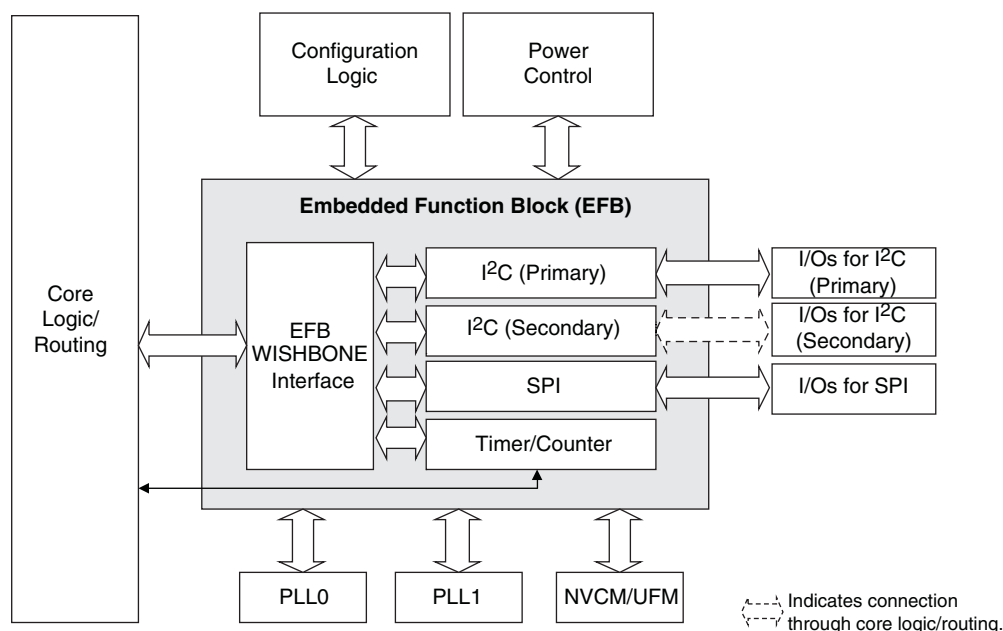 Configuration
Logic
Power
Control
Embedded Function Block (EFB)
Core
Logic/
Routing
EFB
WISHBONE
Interface
I²C (Primary)
I²C (Secondary)
SPI
Timer/Counter
I/Os for I²C
(Primary)
I/Os for I²C
(Secondary)
I/Os for SPI
PLL0
PLL1
NVCM/UFM
Indicates connection
through core logic/routing.